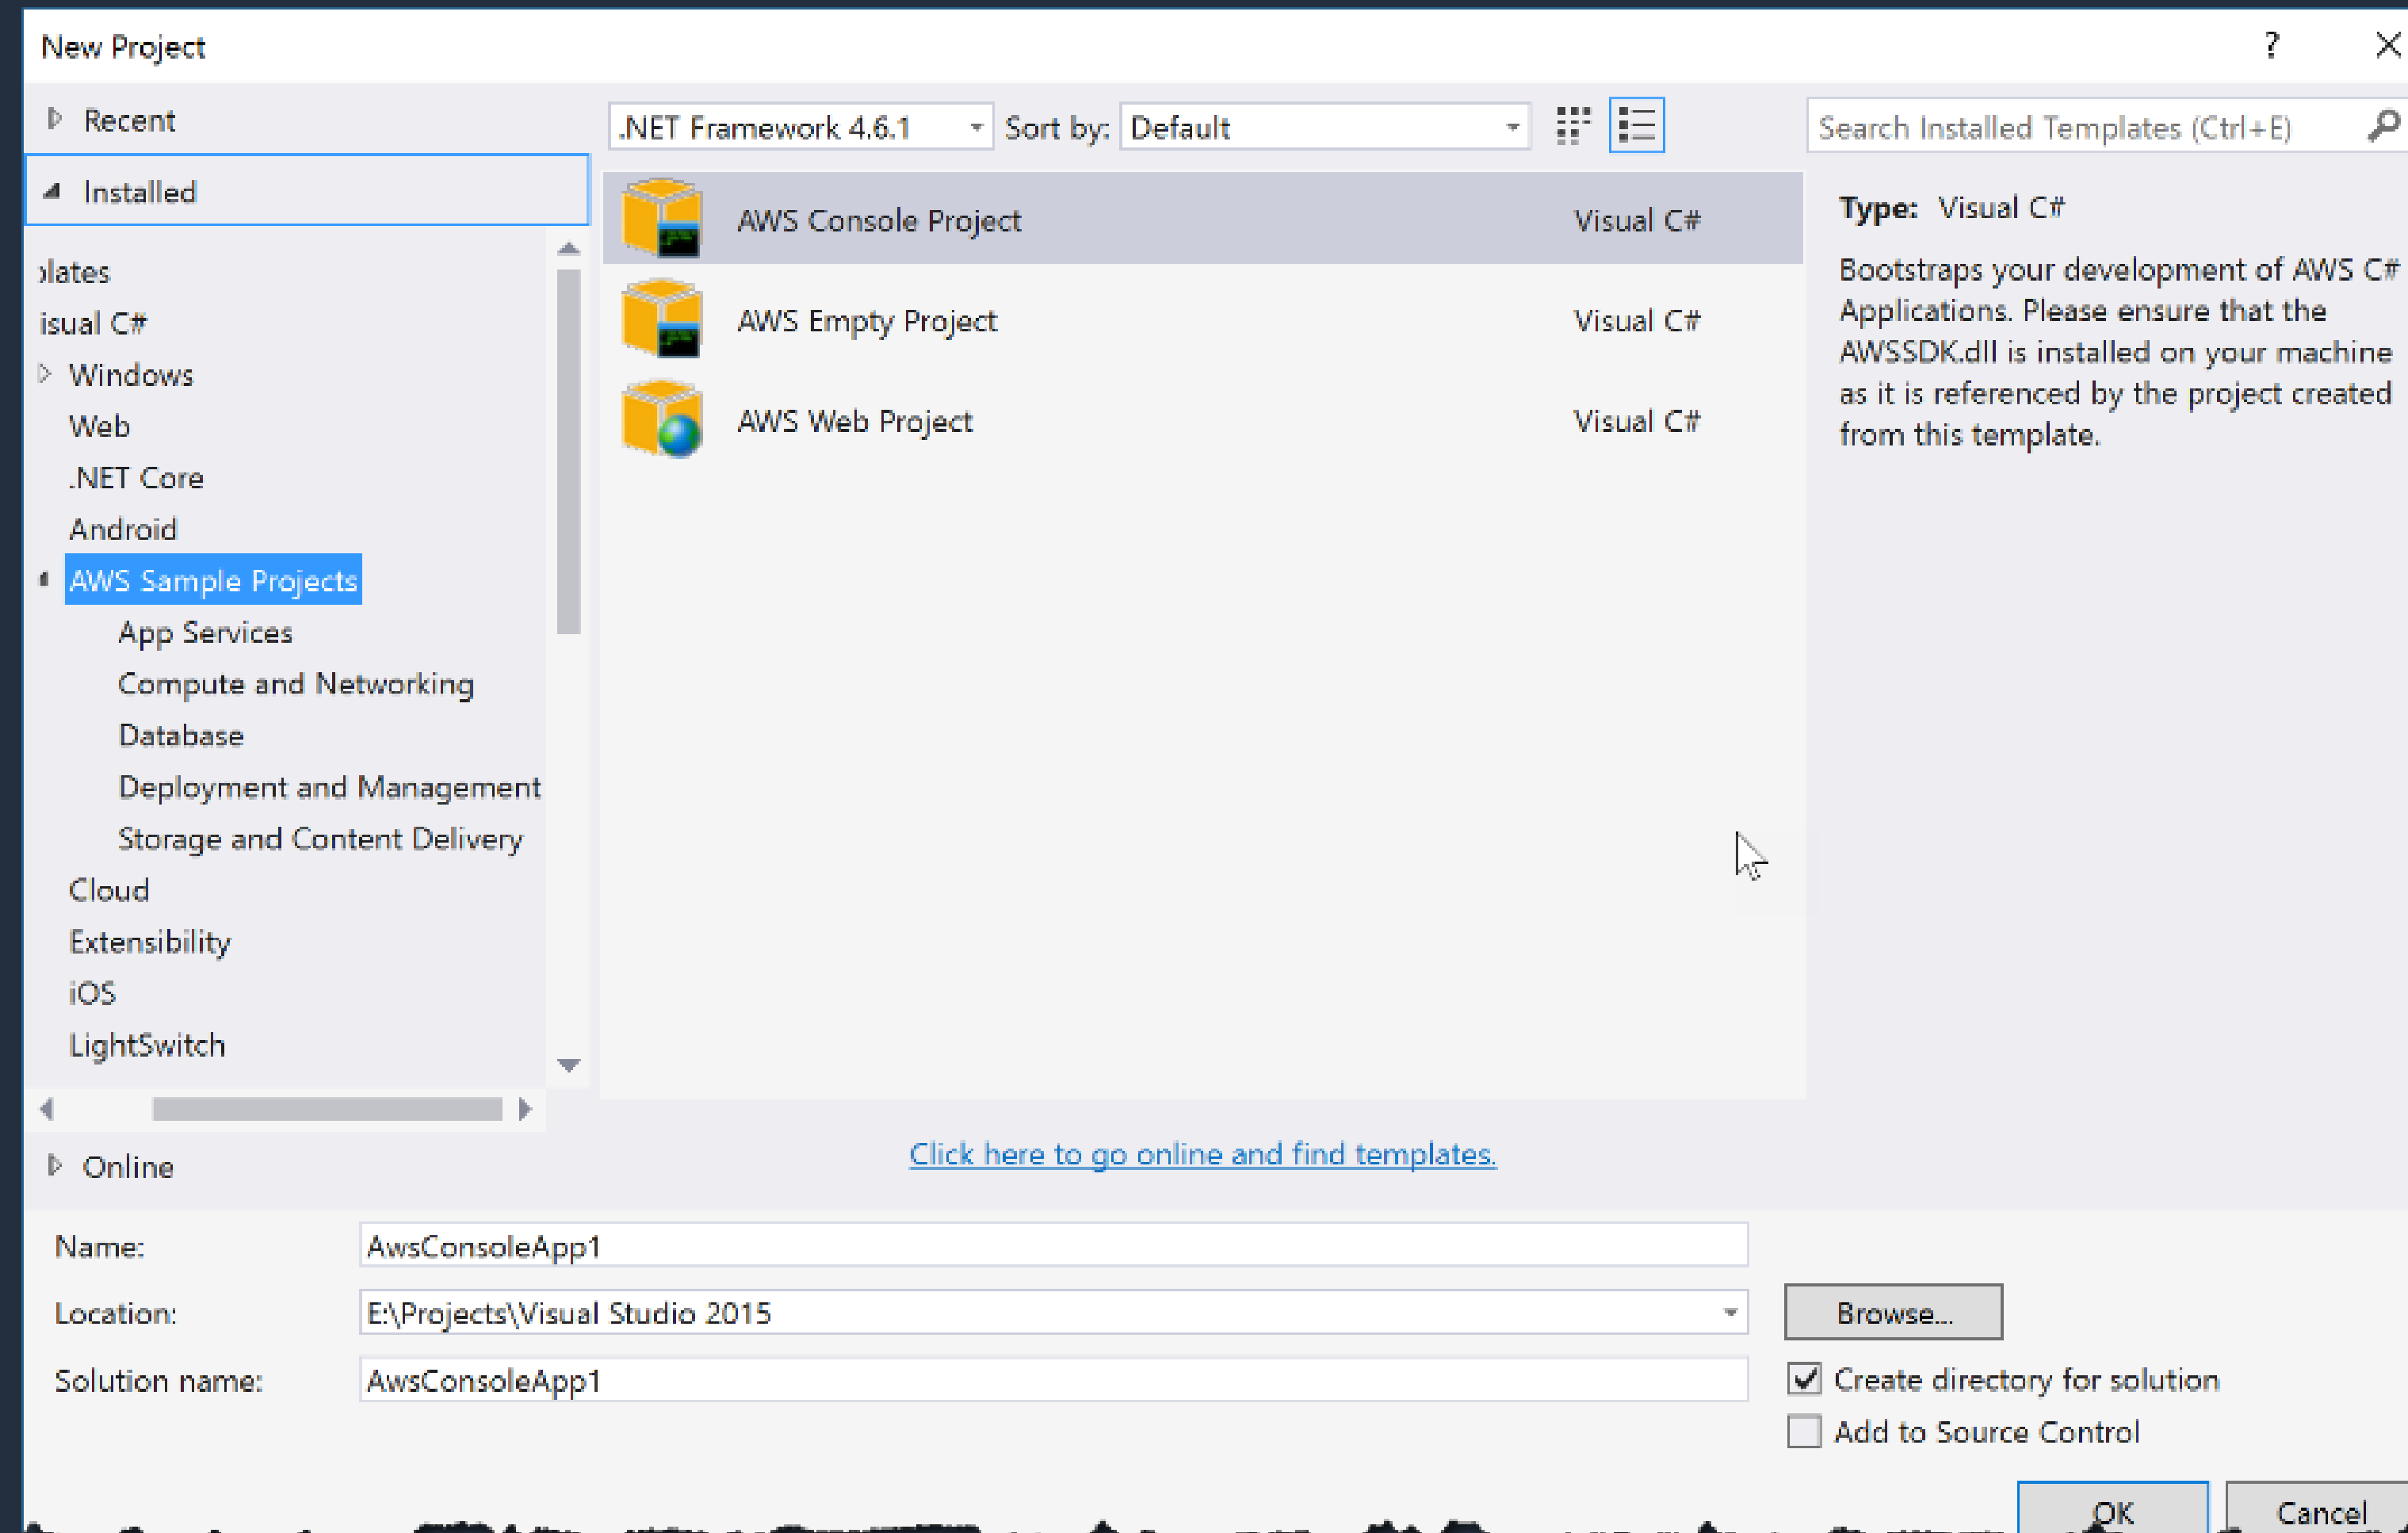 New Project
?
Recent
.NET Framework 4.6.1
Sort by:
Default
Search Installed Templates (Ctrl+E)
Installed
lates
isual C#
Windows
Web
.NET Core
Android
AWS Sample Projects
App Services
Compute and Networking
Database
Deployment and Management
Storage and Content Delivery
Cloud
Extensibility
iOS
LightSwitch
Online
AWS Console Project Visual C#
AWS Empty Project Visual C#
AWS Web Project Visual C#
Click here to go online and find templates.
Type: Visual C#
Bootstraps your development of AWS C#
Applications. Please ensure that the
AWSSDK.dll is installed on your machine
as it is referenced by the project created
from this template.
Name: AwsConsoleApp1
Location: E:\Projects\Visual Studio 2015
Browse...
Solution name: AwsConsoleApp1
Create directory for solution
Add to Source Control
OK
Cancel